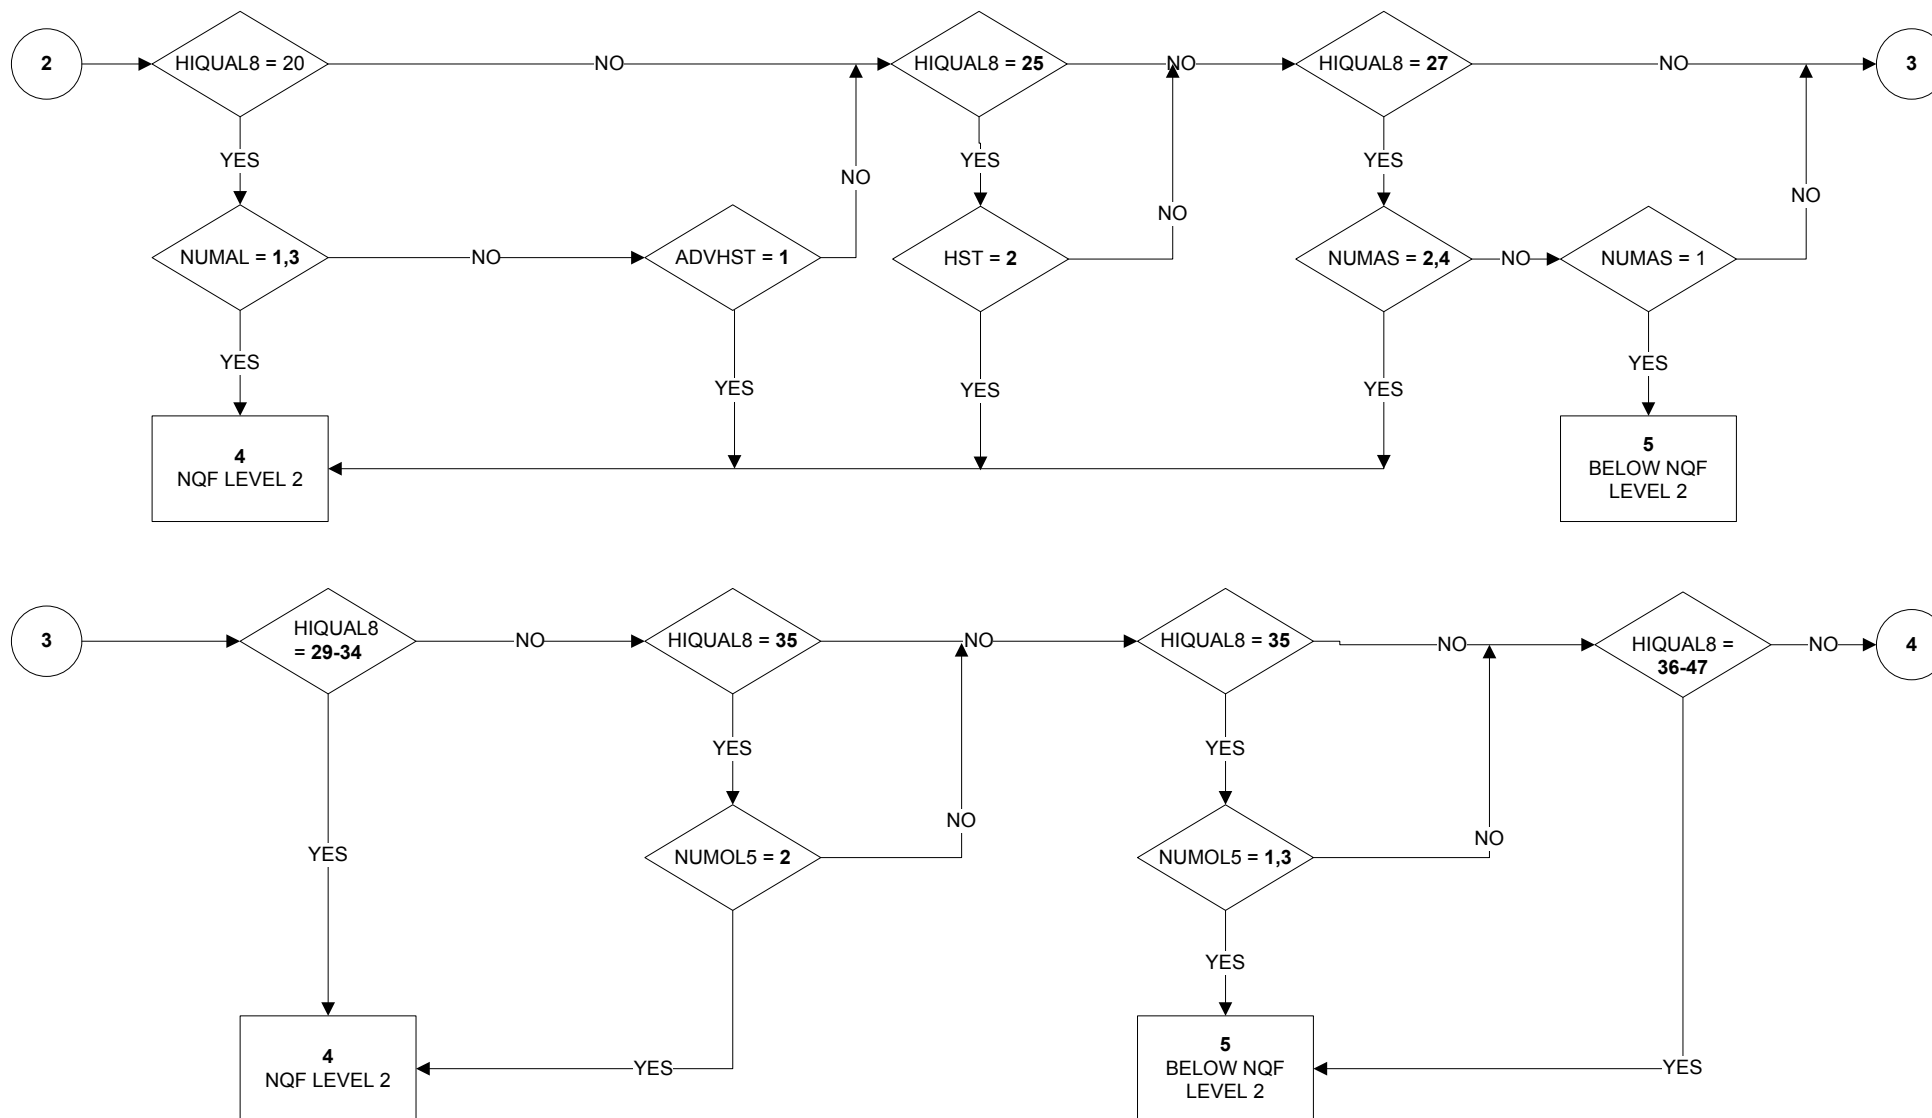 2
HIQUAL8 = 20
NO
HIQUAL8 = 25
NO
HIQUAL8 = 27
NO
3
YES
YES
YES
NO
NO
NO
NUMAL = 1,3
NO
ADVHST = 1
HST = 2
NUMAS = 2,4
NO
NUMAS = 1
YES
YES
YES
YES
YES
4
NQF LEVEL 2
5
BELOW NQF
LEVEL 2
3
HIQUAL8
= 29-34
NO
HIQUAL8 = 35
NO
HIQUAL8 = 35
NO
HIQUAL8 =
36-47
NO
4
YES
YES
NO
NO
YES
NUMOL5 = 2
NUMOL5 = 1,3
YES
4
NQF LEVEL 2
YES
5
BELOW NQF
LEVEL 2
YES